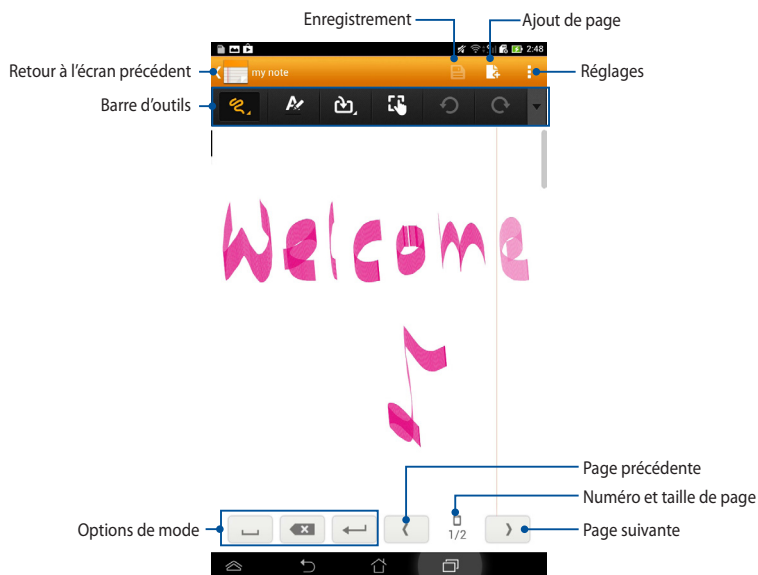 Enregistrement
Ajout de page
2:48
Retour à l'écran précédent
my note
Réglages
Barre d'outils
Welcome
Page précédente
Numéro et taille de page
Options de mode
1/2
Page suivante